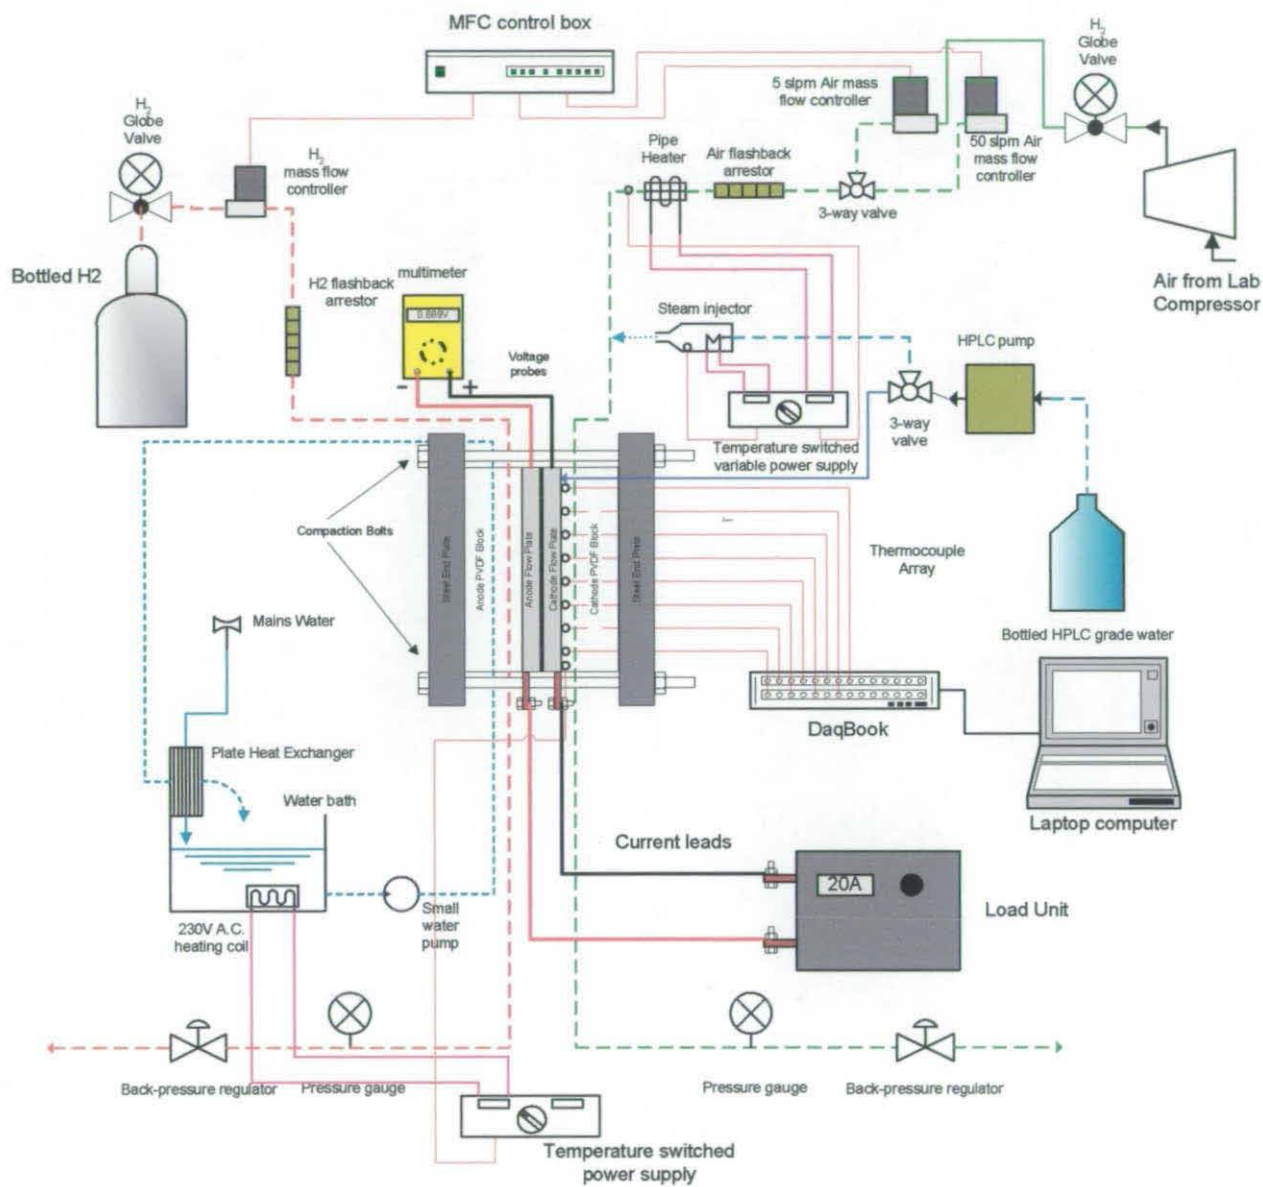 MFC control box
H2
Globe
Valve
5 slpm Air mass
flow controller
H2
Globe
Valve
H2
mass flow
controller
Pipe
Heater
Air flashback
arrestor
50 slpm Air
mass flow
controller
3-way valve
Bottled H2
H2 flashback
arrestor
multimeter
0.689V
- +
Voltage
probes
Steam injector
Air from Lab
Compressor
HPLC pump
3-way
valve
Temperature switched
variable power supply
Compaction Bolts
Steel End Plate
Anode PVDF Block
Anode Flow Plate
Cathode Flow Plate
Cathode PVDF Block
Steel End Plate
Thermocouple
Array
Bottled HPLC grade water
Mains Water
Plate Heat Exchanger
Water bath
DaqBook
Laptop computer
Current leads
20A
Load Unit
230V A.C.
heating coil
Small
water
pump
Back-pressure regulator
Pressure gauge
Pressure gauge
Back-pressure regulator
Temperature switched
power supply